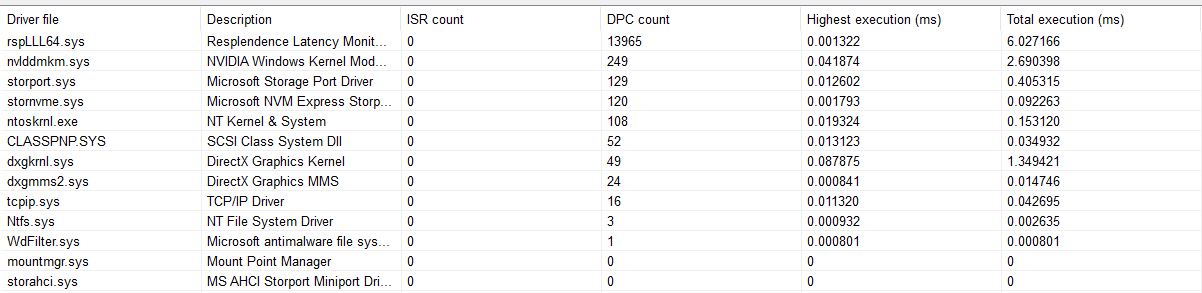 Driver file Description ISR count DPC count Highest execution (ms) Total execution (ms)
rspLLL64.sys Resplendence Latency Monit... 0 13965 0.001322 6.027166
nvlddmkm.sys NVIDIA Windows Kernel Mod... 0 249 0.041874 2.690398
storport.sys Microsoft Storage Port Driver 0 129 0.012602 0.405315
stornvme.sys Microsoft NVM Express Storp... 0 120 0.001793 0.092263
ntoskrnl.exe NT Kernel & System 0 108 0.019324 0.153120
CLASSPNP.SYS SCSI Class System Dll 0 52 0.013123 0.034932
dxgkrnl.sys DirectX Graphics Kernel 0 49 0.087875 1.349421
dxgmms2.sys DirectX Graphics MMS 0 24 0.000841 0.014746
tcpip.sys TCP/IP Driver 0 16 0.011320 0.042695
Ntfs.sys NT File System Driver 0 3 0.000932 0.002635
WdFilter.sys Microsoft antimalware file sys... 0 1 0.000801 0.000801
mountmgr.sys Mount Point Manager 0 0 0 0
storahci.sys MS AHCI Storport Miniport Dri... 0 0 0 0